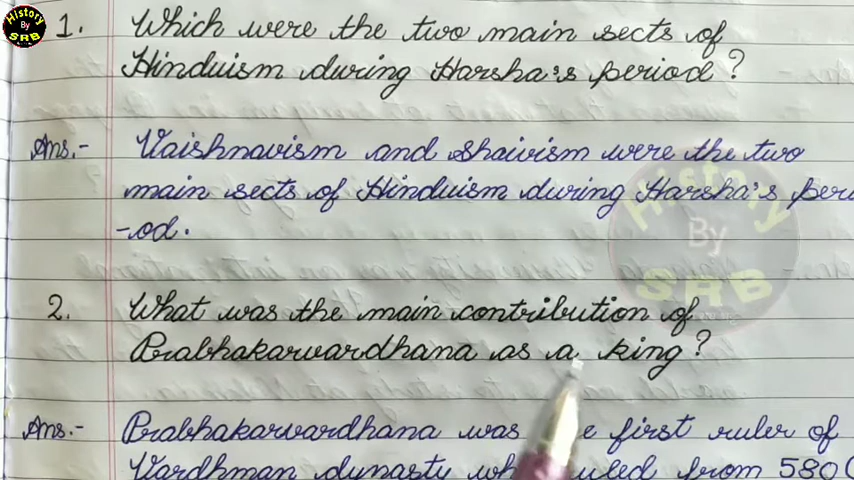 History
By
SRB
1. Which were the two main sects of
Hinduism during Harsha's period?
Ans.- Vaishnavism and Shaivism were the two
main sects of Hinduism during Harsha's peri
-od.
History
By
SRB
2. What was the main contribution of
Prabhakarvardhana as a king?
Ans.- Prabhakarvardhana was first ruler of
Vardhman dynasty from 580